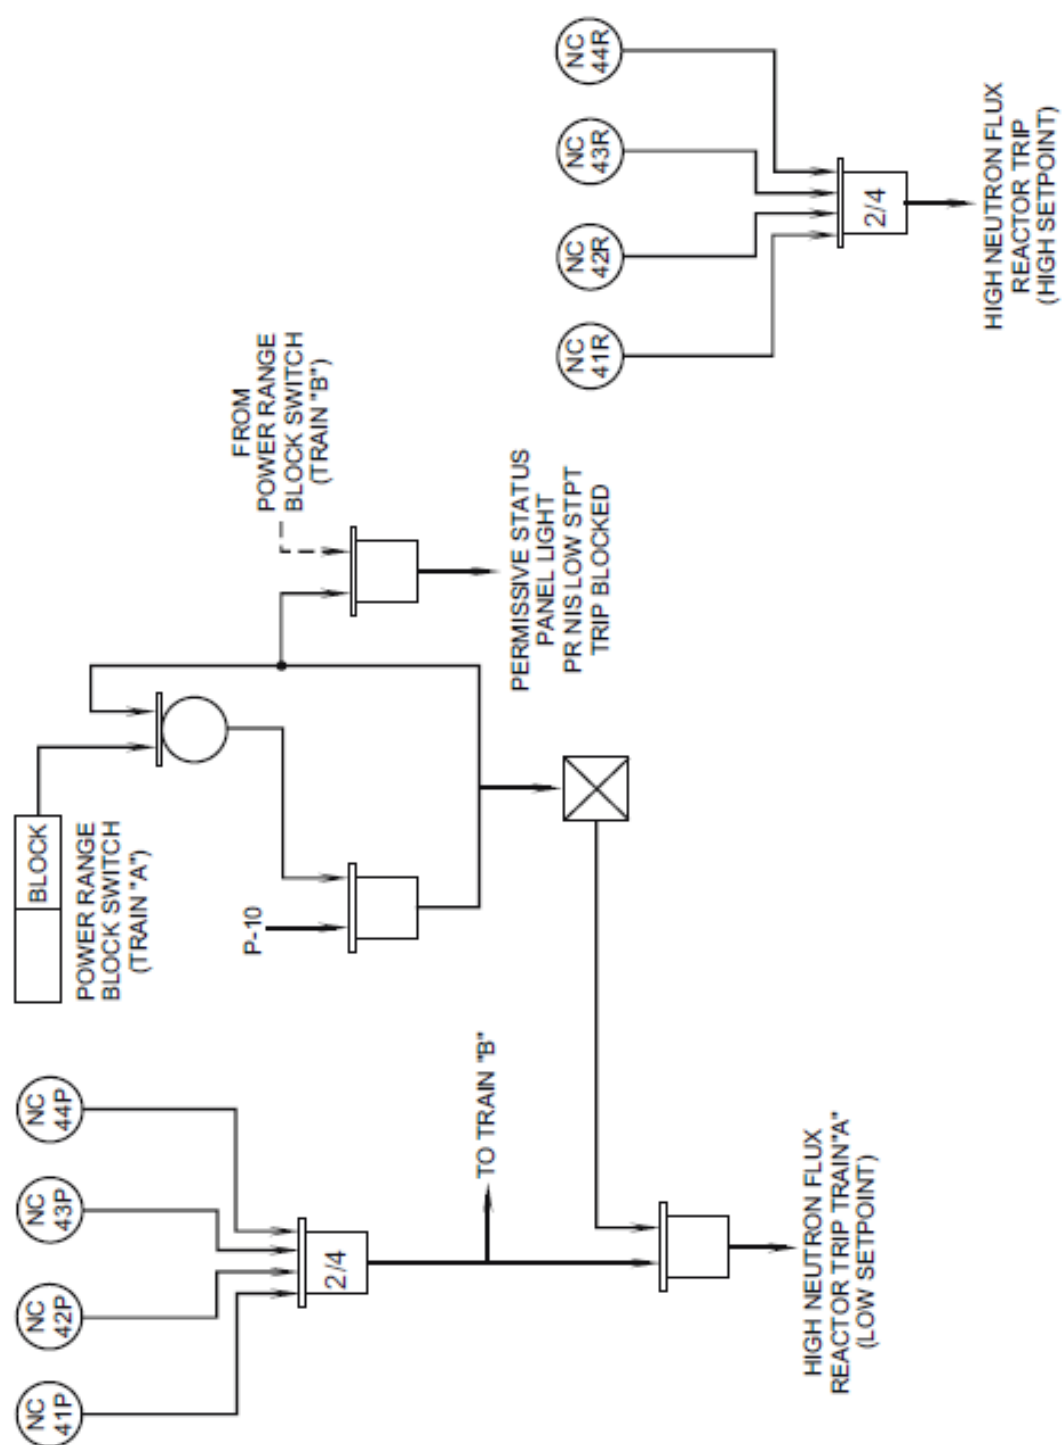 NC
41P
NC
42P
NC
43P
NC
44P
2/4
TO TRAIN "B"
HIGH NEUTRON FLUX
REACTOR TRIP TRAIN"A"
(LOW SETPOINT)
BLOCK
POWER RANGE
BLOCK SWITCH
(TRAIN "A")
P-10
FROM
POWER RANGE
BLOCK SWITCH
(TRAIN "B")
PERMISSIVE STATUS
PANEL LIGHT
PR NIS LOW STPT
TRIP BLOCKED
NC
41R
NC
42R
NC
43R
NC
44R
2/4
HIGH NEUTRON FLUX
REACTOR TRIP
(HIGH SETPOINT)